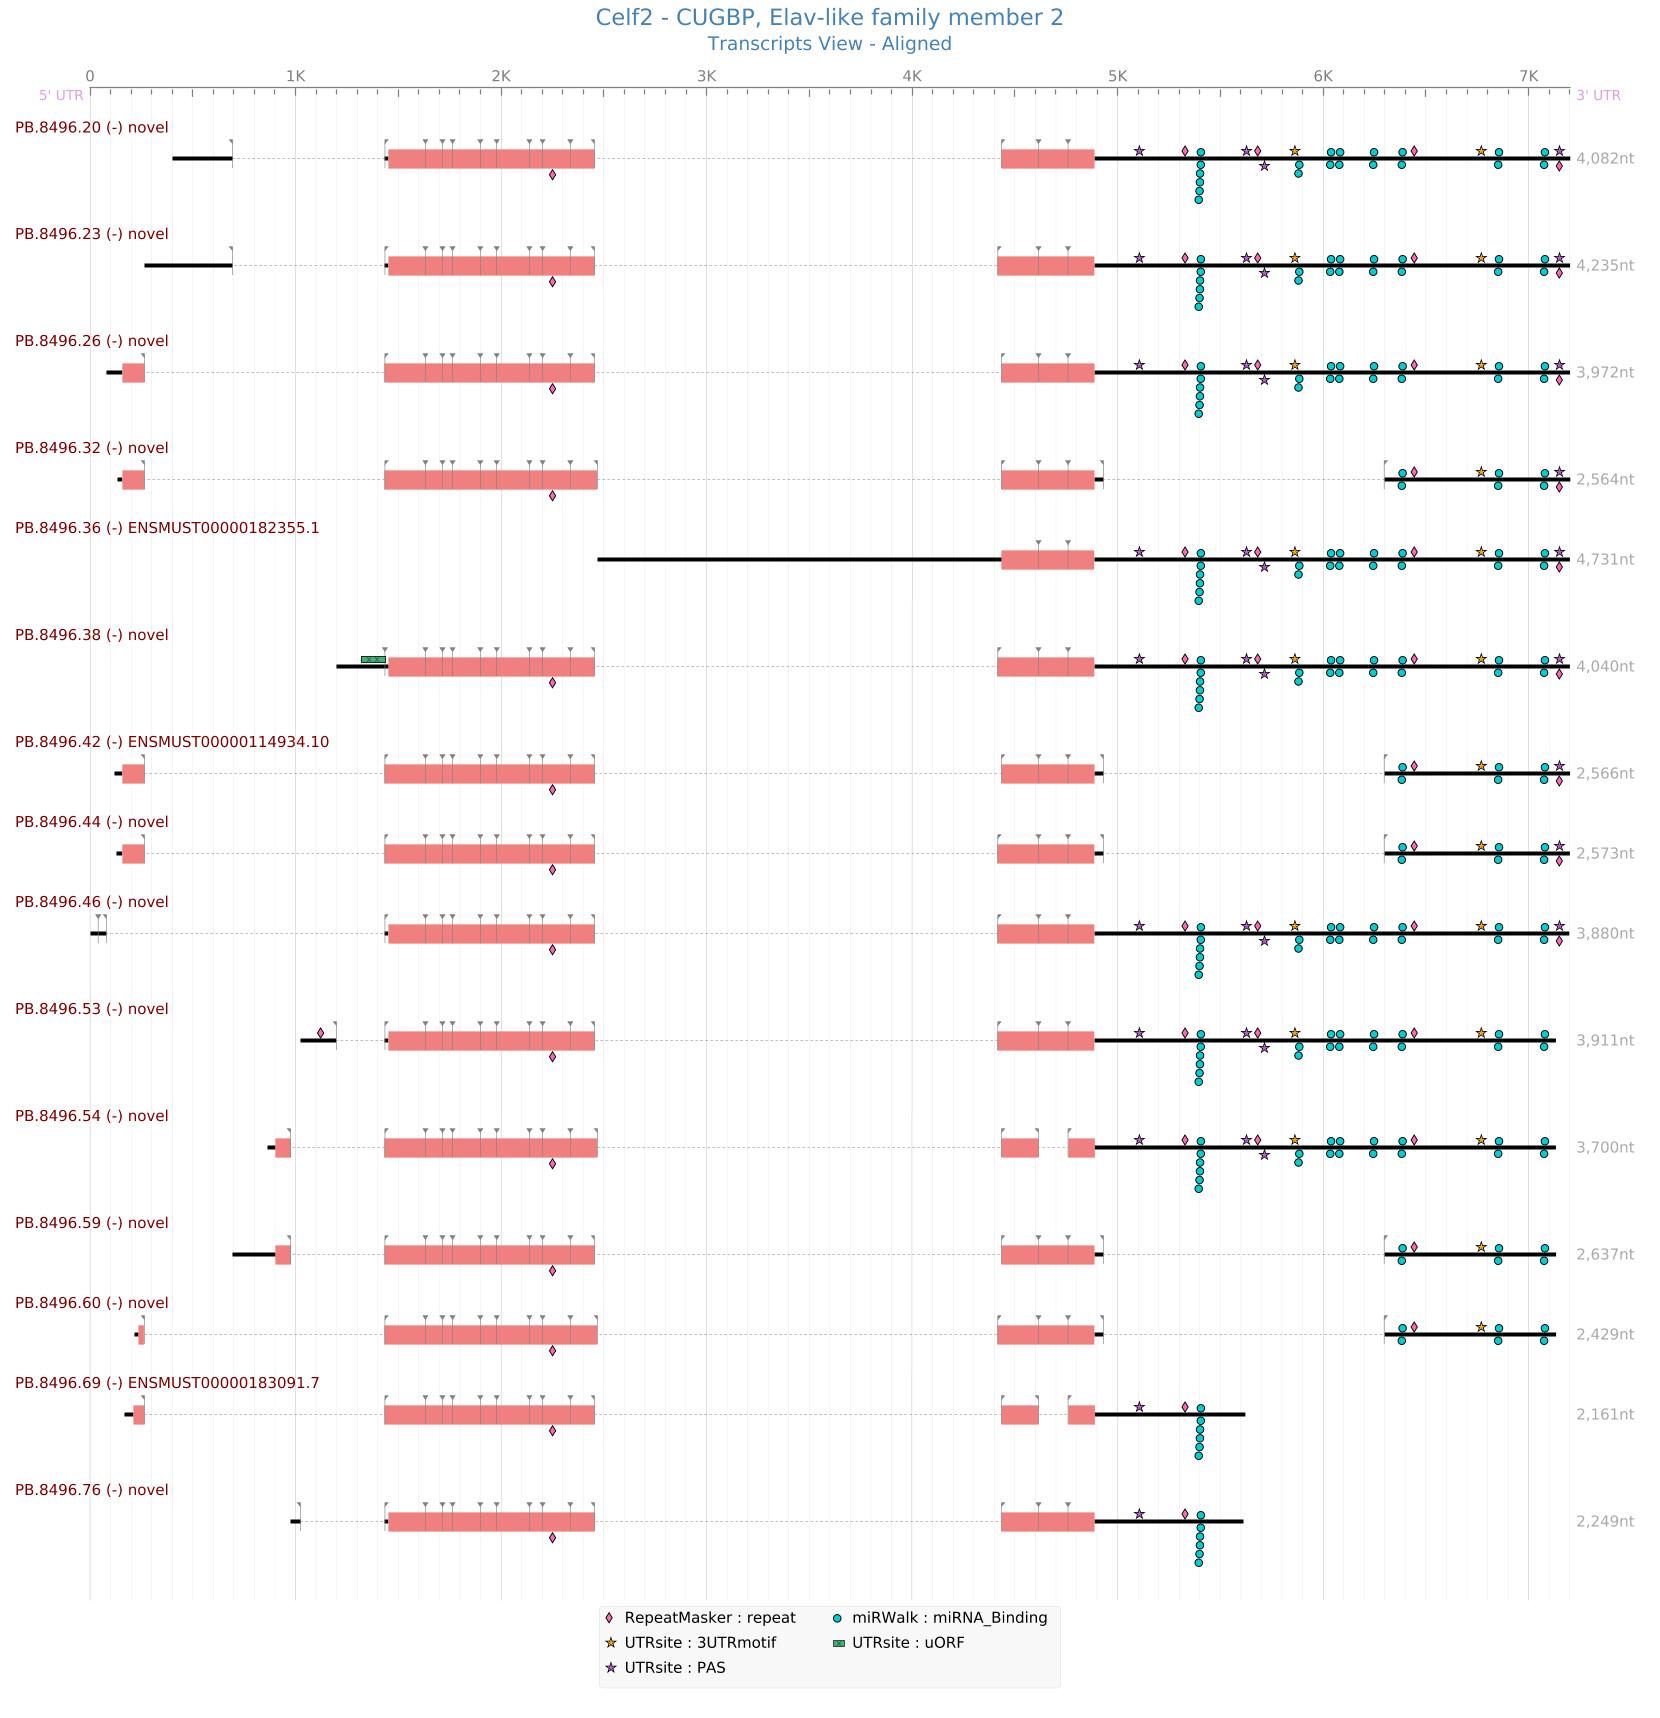 Celf2 - CUGBP, Elav-like family member 2
Transcripts View - Aligned
0 1K 2K 3K 4K 5K 6K 7K
5' UTR 3' UTR
PB.8496.20 (-) novel
4,082nt
PB.8496.23 (-) novel
4,235nt
PB.8496.26 (-) novel
3,972nt
PB.8496.32 (-) novel
2,564nt
PB.8496.36 (-) ENSMUST00000182355.1
4,731nt
PB.8496.38 (-) novel
4,040nt
PB.8496.42 (-) ENSMUST00000114934.10
2,566nt
PB.8496.44 (-) novel
2,573nt
PB.8496.46 (-) novel
3,880nt
PB.8496.53 (-) novel
3,911nt
PB.8496.54 (-) novel
3,700nt
PB.8496.59 (-) novel
2,637nt
PB.8496.60 (-) novel
2,429nt
PB.8496.69 (-) ENSMUST00000183091.7
2,161nt
PB.8496.76 (-) novel
2,249nt
RepeatMasker : repeat
UTRsite : 3UTRmotif
UTRsite : PAS
miRWalk : miRNA_Binding
UTRsite : uORF